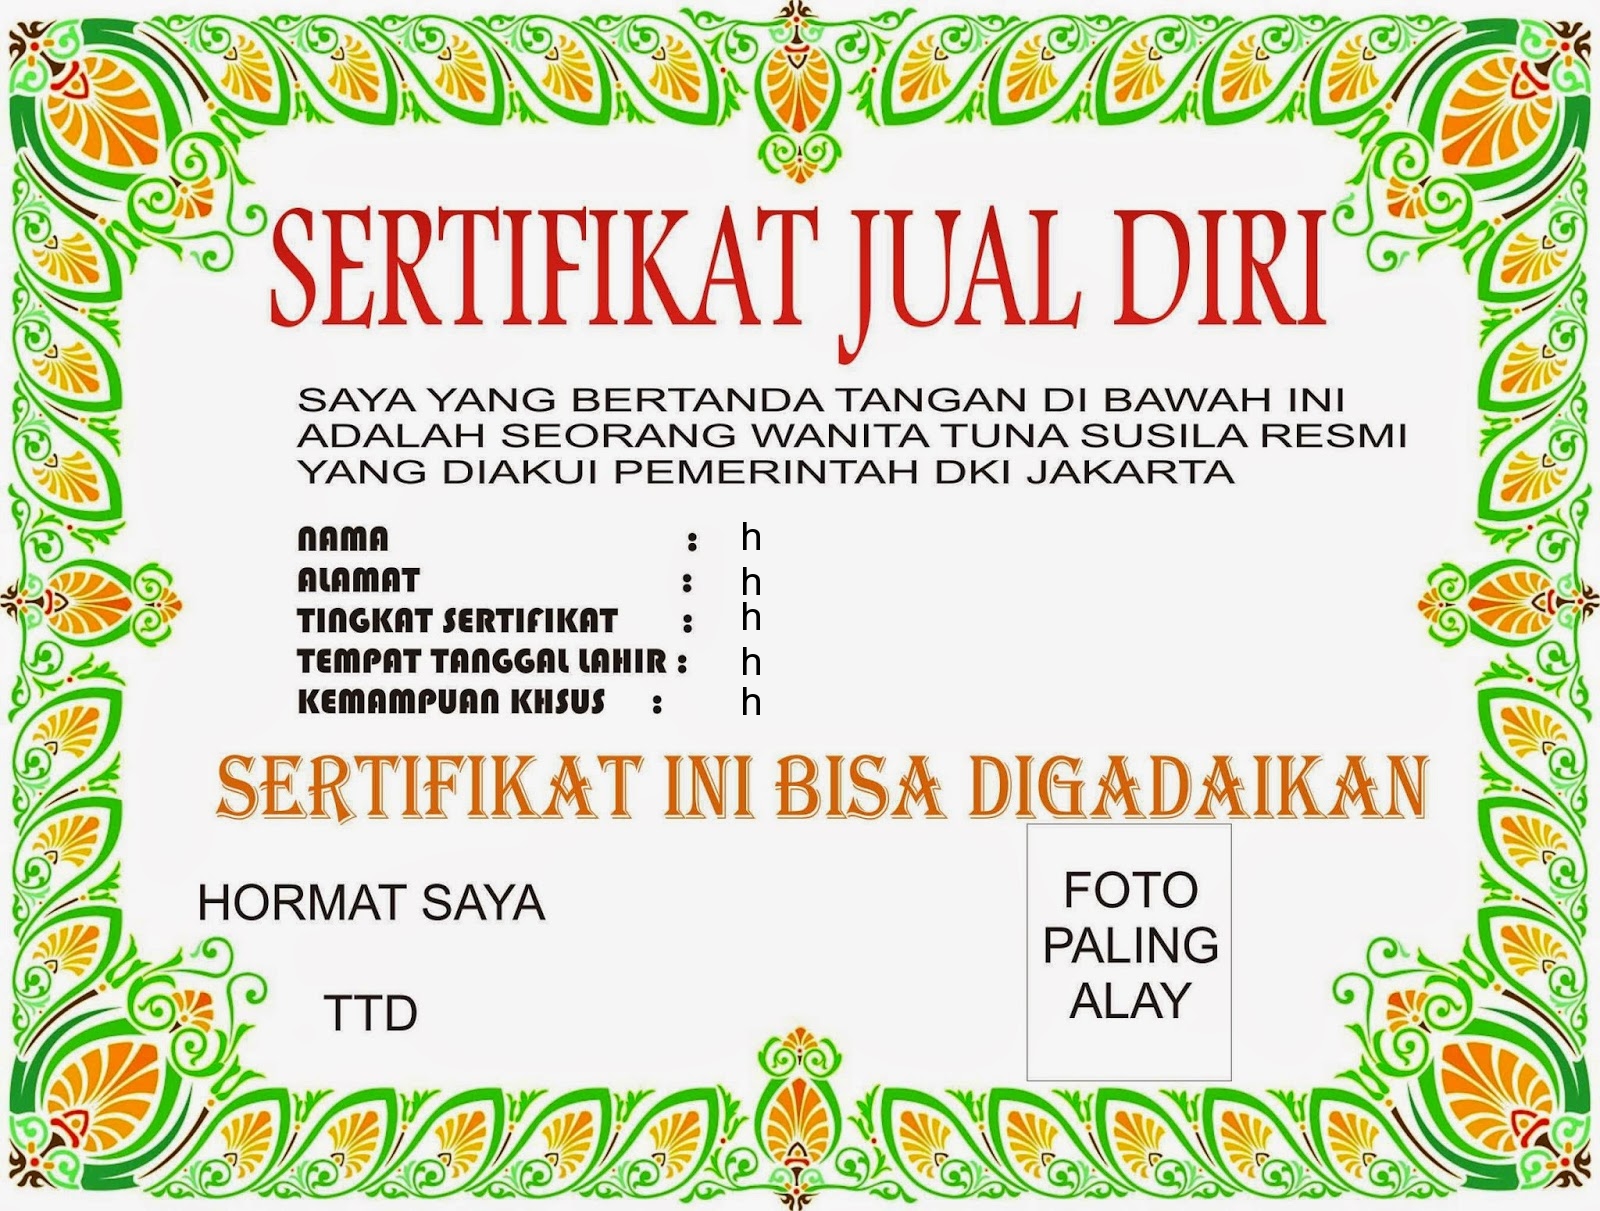 SERTIFIKAT JUAL DIRI
SAYA YANG BERTANDA TANGAN DI BAWAH INI
ADALAH SEORANG WANITA TUNA SUSILA RESMI
YANG DIAKUI PEMERINTAH DKI JAKARTA
NAMA : h
ALAMAT : h
TINGKAT SERTIFIKAT : h
TEMPAT TANGGAL LAHIR : h
KEMAMPUAN KHSUS : h
SERTIFIKAT INI BISA DIGADAIKAN
HORMAT SAYA
TTD
FOTO
PALING
ALAY